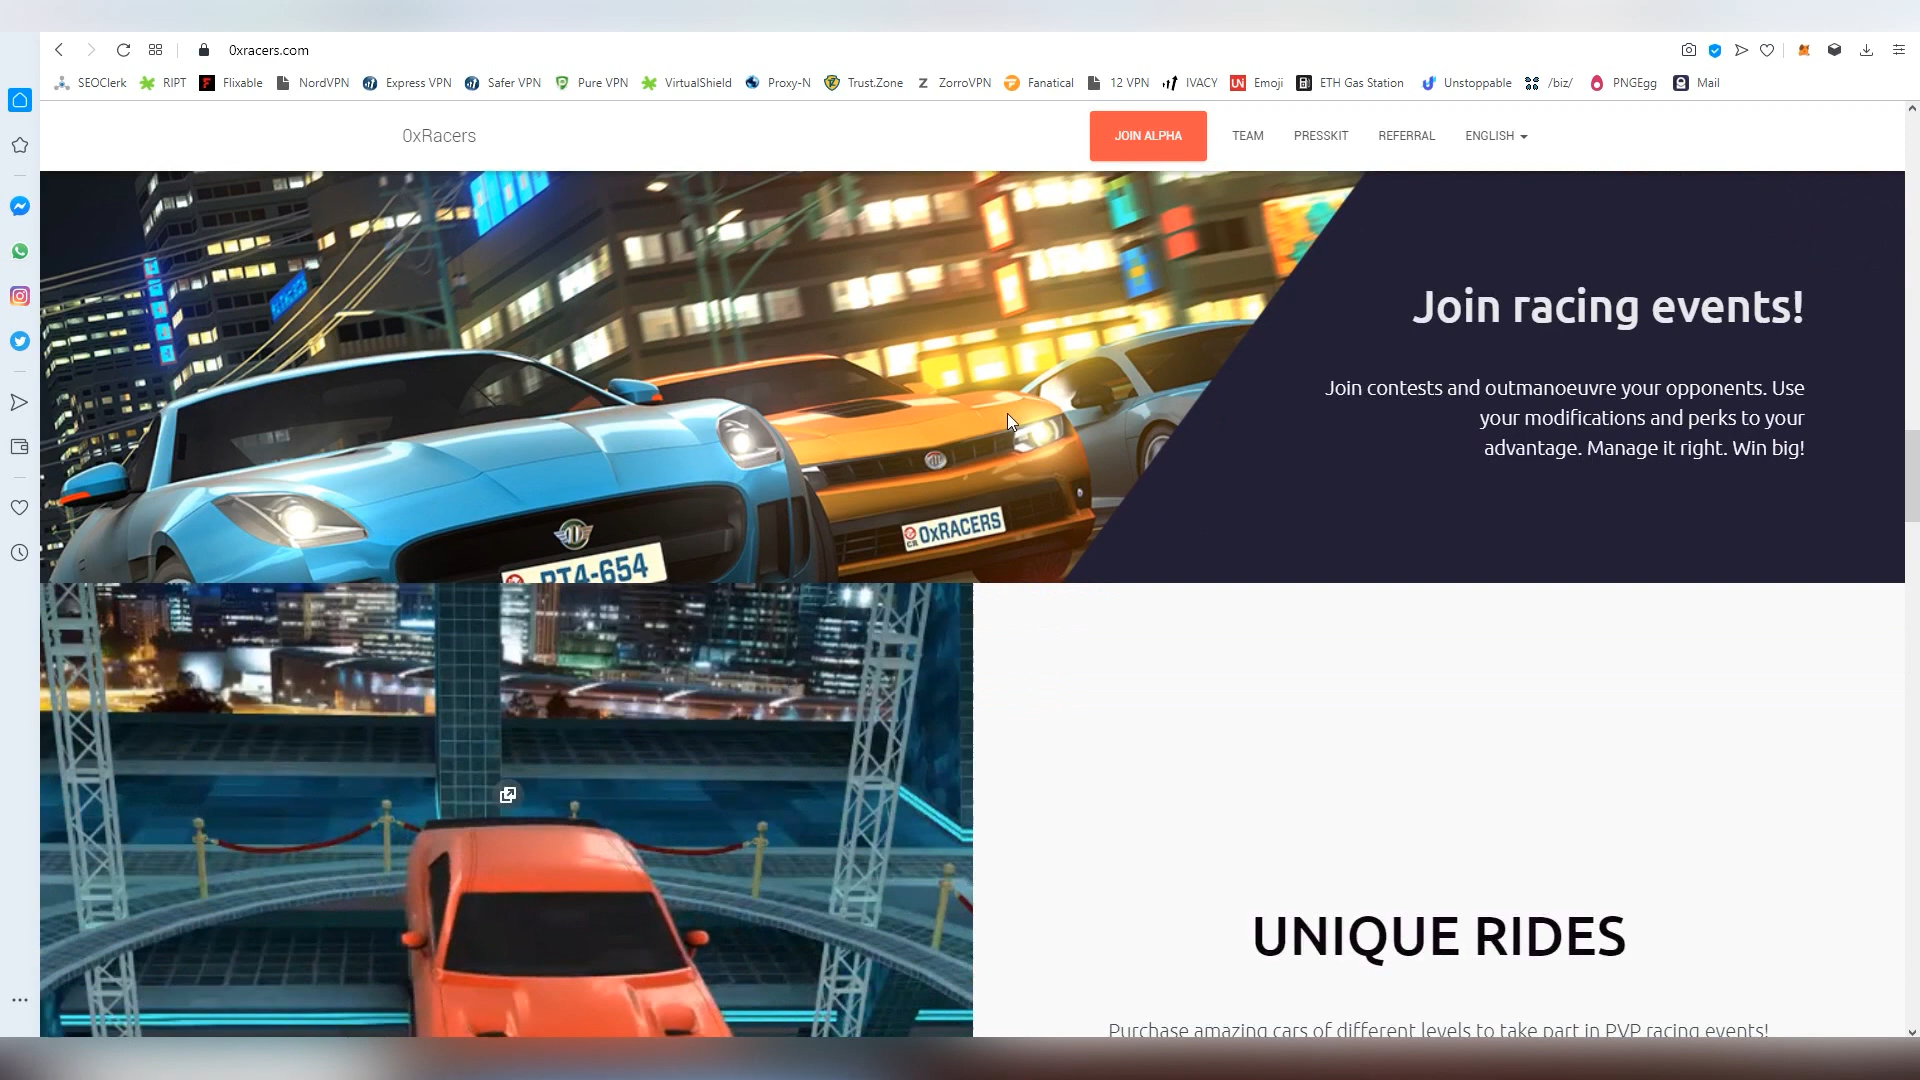 0xracers.com
SEOClerk RIPT Flixable NordVPN Express VPN Safer VPN Pure VPN VirtualShield Proxy-N Trust.Zone ZorroVPN Fanatical 12 VPN IVACY Emoji ETH Gas Station Unstoppable /biz/ PNGEgg Mail
0xRacers JOIN ALPHA TEAM PRESSKIT REFERRAL ENGLISH
Join racing events!
Join contests and outmanoeuvre your opponents. Use
your modifications and perks to your
advantage. Manage it right. Win big!
0xRACERS
PT4-654
UNIQUE RIDES
Purchase amazing cars of different levels to take part in PVP racing events!